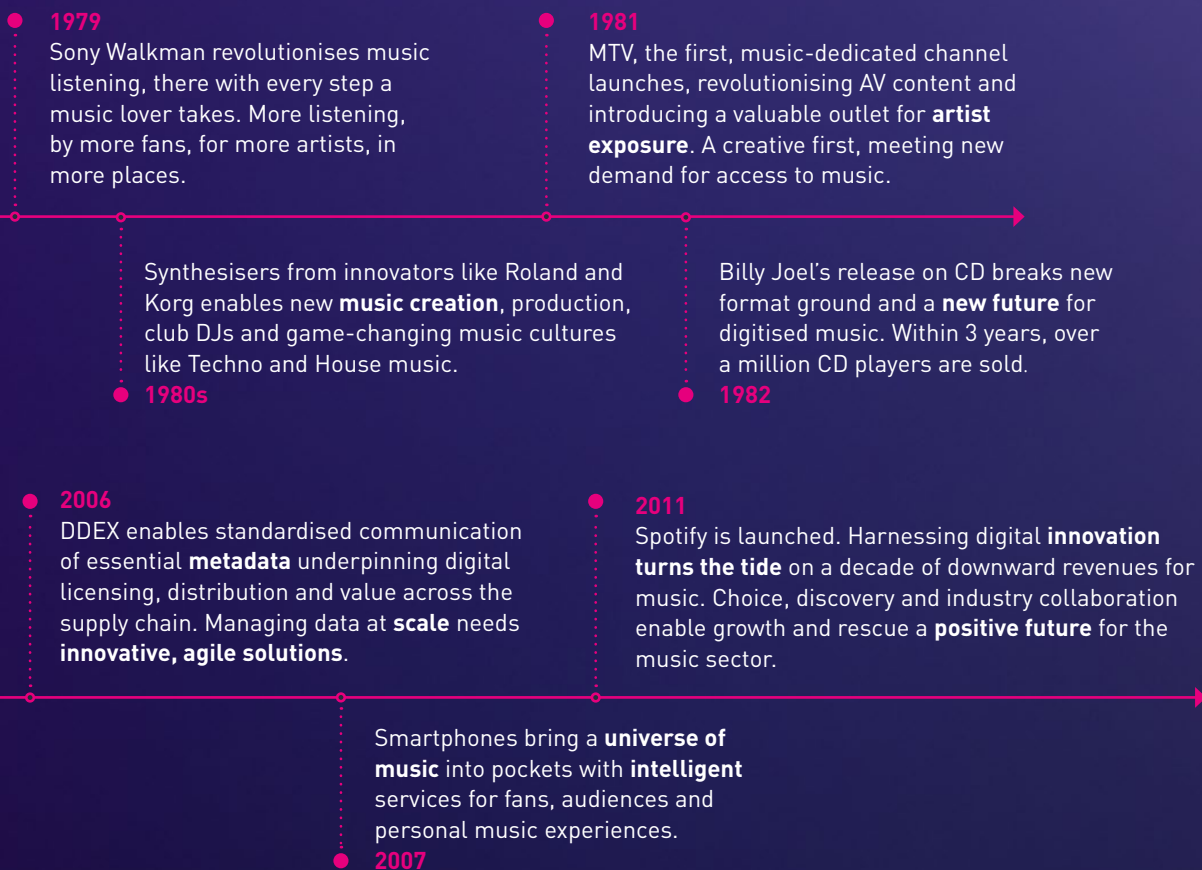 1979
Sony Walkman revolutionises music
listening, there with every step a
music lover takes. More listening,
by more fans, for more artists, in
more places.
1981
MTV, the first, music-dedicated channel
launches, revolutionising AV content and
introducing a valuable outlet for artist
exposure. A creative first, meeting new
demand for access to music.
Synthesisers from innovators like Roland and
Korg enables new music creation, production,
club DJs and game-changing music cultures
like Techno and House music.
1980s
Billy Joel’s release on CD breaks new
format ground and a new future for
digitised music. Within 3 years, over
a million CD players are sold.
1982
2006
DDEX enables standardised communication
of essential metadata underpinning digital
licensing, distribution and value across the
supply chain. Managing data at scale needs
innovative, agile solutions.
2011
Spotify is launched. Harnessing digital innovation
turns the tide on a decade of downward revenues for
music. Choice, discovery and industry collaboration
enable growth and rescue a positive future for the
music sector.
Smartphones bring a universe of
music into pockets with intelligent
services for fans, audiences and
personal music experiences.
2007